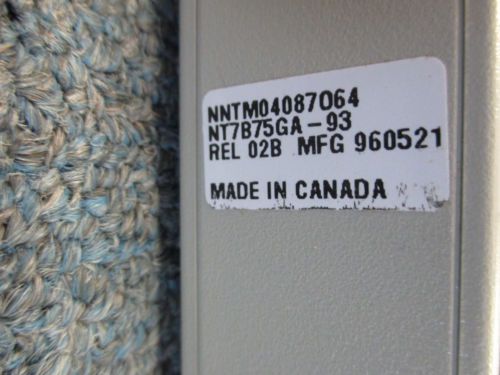 NNTM04087064
NT7B75GA-93
REL 02B MFG 960521
MADE IN CANADA